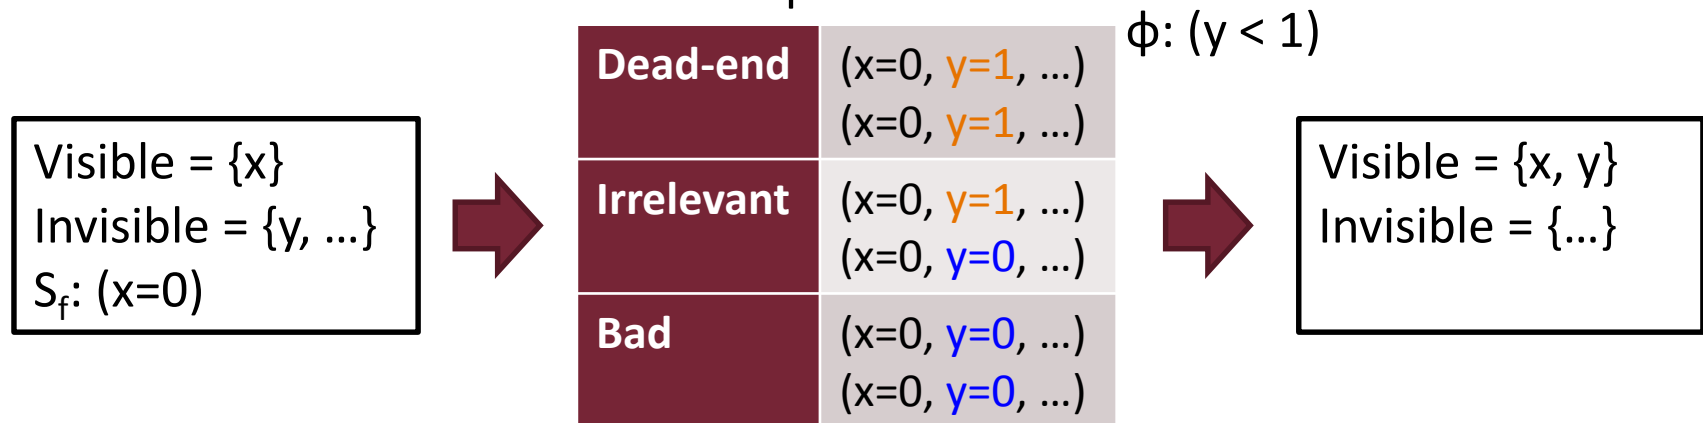 Visible = {x}
Invisible = {y, …}
S_f: (x=0)
Dead-end
(x=0, y=1, …)
(x=0, y=1, …)
Irrelevant
(x=0, y=1, …)
(x=0, y=0, …)
Bad
(x=0, y=0, …)
(x=0, y=0, …)
ϕ: (y < 1)
Visible = {x, y}
Invisible = {…}